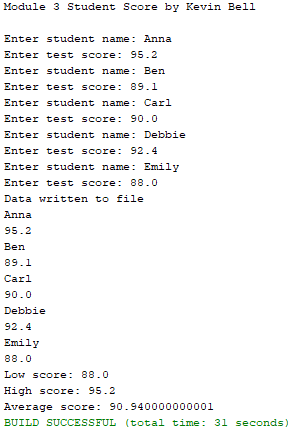 Module 3 Student Score by Kevin Bell
Enter student name: Anna
Enter test score: 95.2
Enter student name: Ben
Enter test score: 89.1
Enter student name: Carl
Enter test score: 90.0
Enter student name: Debbie
Enter test score: 92.4
Enter student name: Emily
Enter test score: 88.0
Data written to file
Anna
95.2
Ben
89.1
Carl
90.0
Debbie
92.4
Emily
88.0
Low score: 88.0
High score: 95.2
Average score: 90.940000000001
BUILD SUCCESSFUL (total time: 31 seconds)